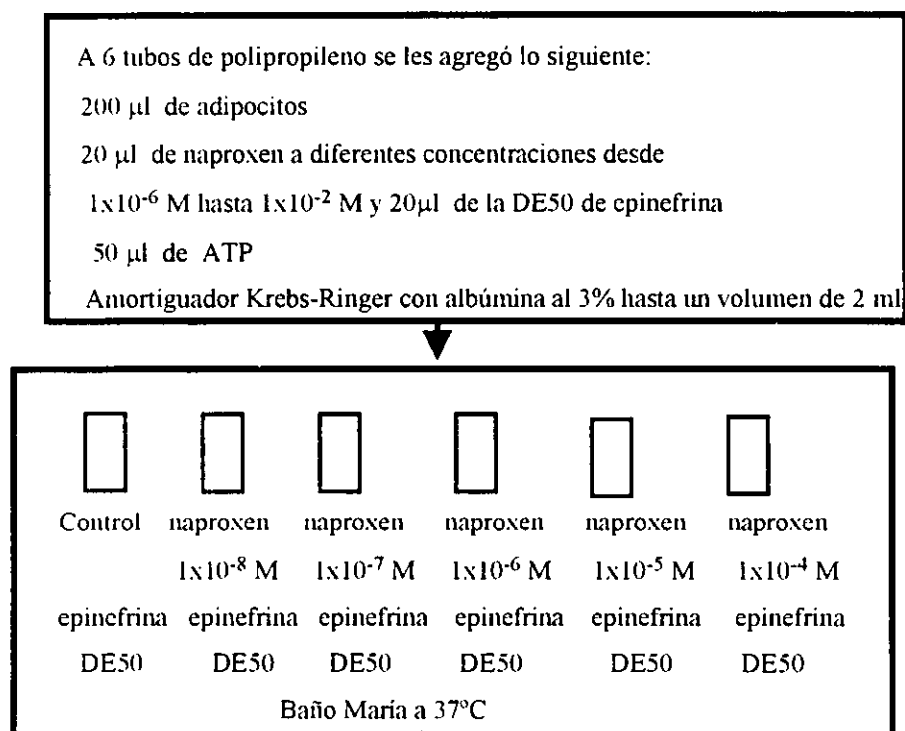 A 6 tubos de polipropileno se les agregó lo siguiente:
200 µl de adipocitos
20 µl de naproxen a diferentes concentraciones desde
1x10⁻⁶ M hasta 1x10⁻² M y 20µl de la DE50 de epinefrina
50 µl de ATP
Amortiguador Krebs-Ringer con albúmina al 3% hasta un volumen de 2 ml
Control naproxen naproxen naproxen naproxen naproxen
1x10⁻⁸ M 1x10⁻⁷ M 1x10⁻⁶ M 1x10⁻⁵ M 1x10⁻⁴ M
epinefrina epinefrina epinefrina epinefrina epinefrina epinefrina
DE50 DE50 DE50 DE50 DE50 DE50
Baño María a 37ºC